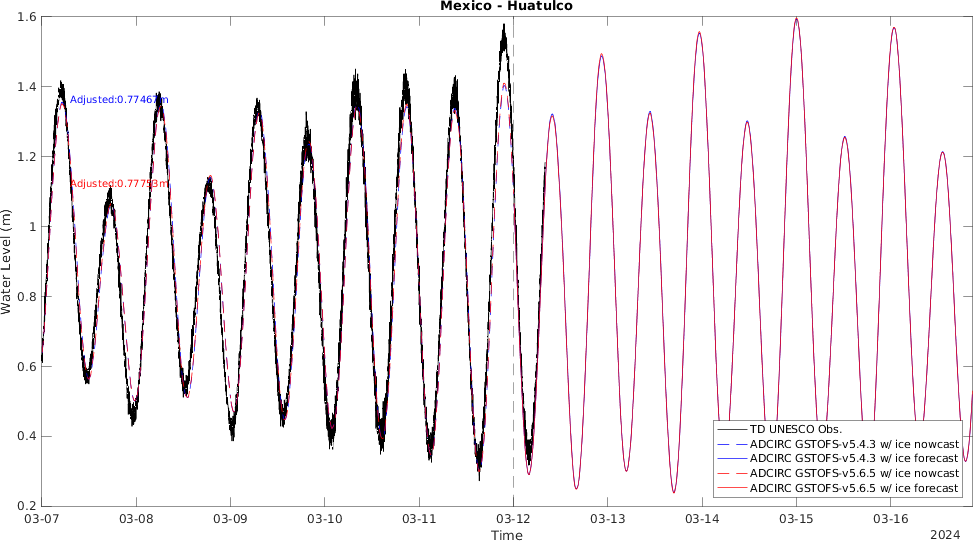 Mexico - Huatulco
1.6
1.4
1.2
1
0.8
0.6
0.4
0.2
Water Level (m)
Adjusted:0.77467m
Adjusted:0.77753m
TD UNESCO Obs.
ADCIRC GSTOFS-v5.4.3 w/ ice nowcast
ADCIRC GSTOFS-v5.4.3 w/ ice forecast
ADCIRC GSTOFS-v5.6.5 w/ ice nowcast
ADCIRC GSTOFS-v5.6.5 w/ ice forecast
03-07 03-08 03-09 03-10 03-11 03-12 03-13 03-14 03-15 03-16
Time
2024